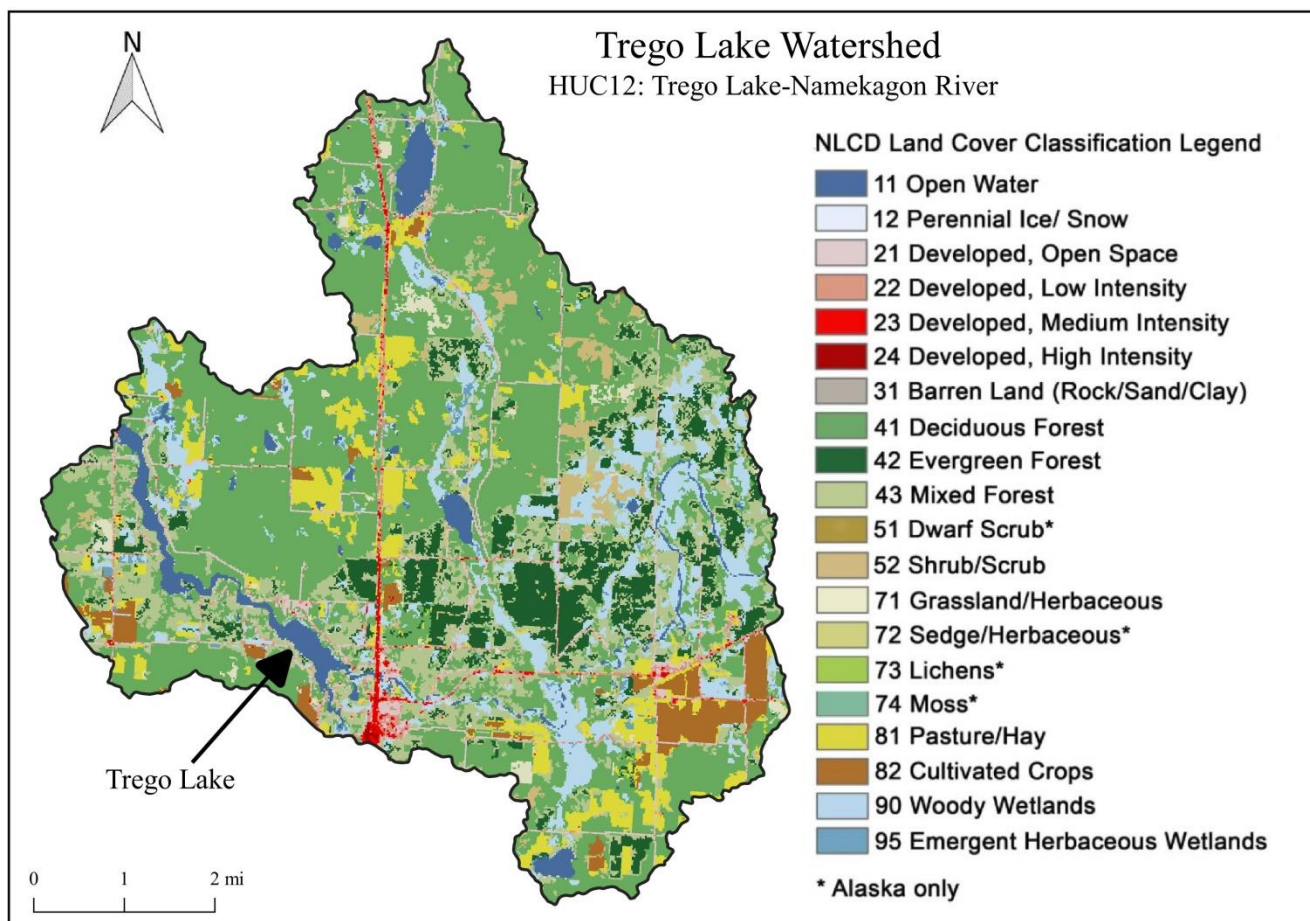 N
Trego Lake Watershed
HUC12: Trego Lake-Namekagon River
NLCD Land Cover Classification Legend
11 Open Water
12 Perennial Ice/ Snow
21 Developed, Open Space
22 Developed, Low Intensity
23 Developed, Medium Intensity
24 Developed, High Intensity
31 Barren Land (Rock/Sand/Clay)
41 Deciduous Forest
42 Evergreen Forest
43 Mixed Forest
51 Dwarf Scrub*
52 Shrub/Scrub
71 Grassland/Herbaceous
72 Sedge/Herbaceous*
73 Lichens*
74 Moss*
81 Pasture/Hay
82 Cultivated Crops
90 Woody Wetlands
95 Emergent Herbaceous Wetlands
* Alaska only
Trego Lake
0 1 2 mi